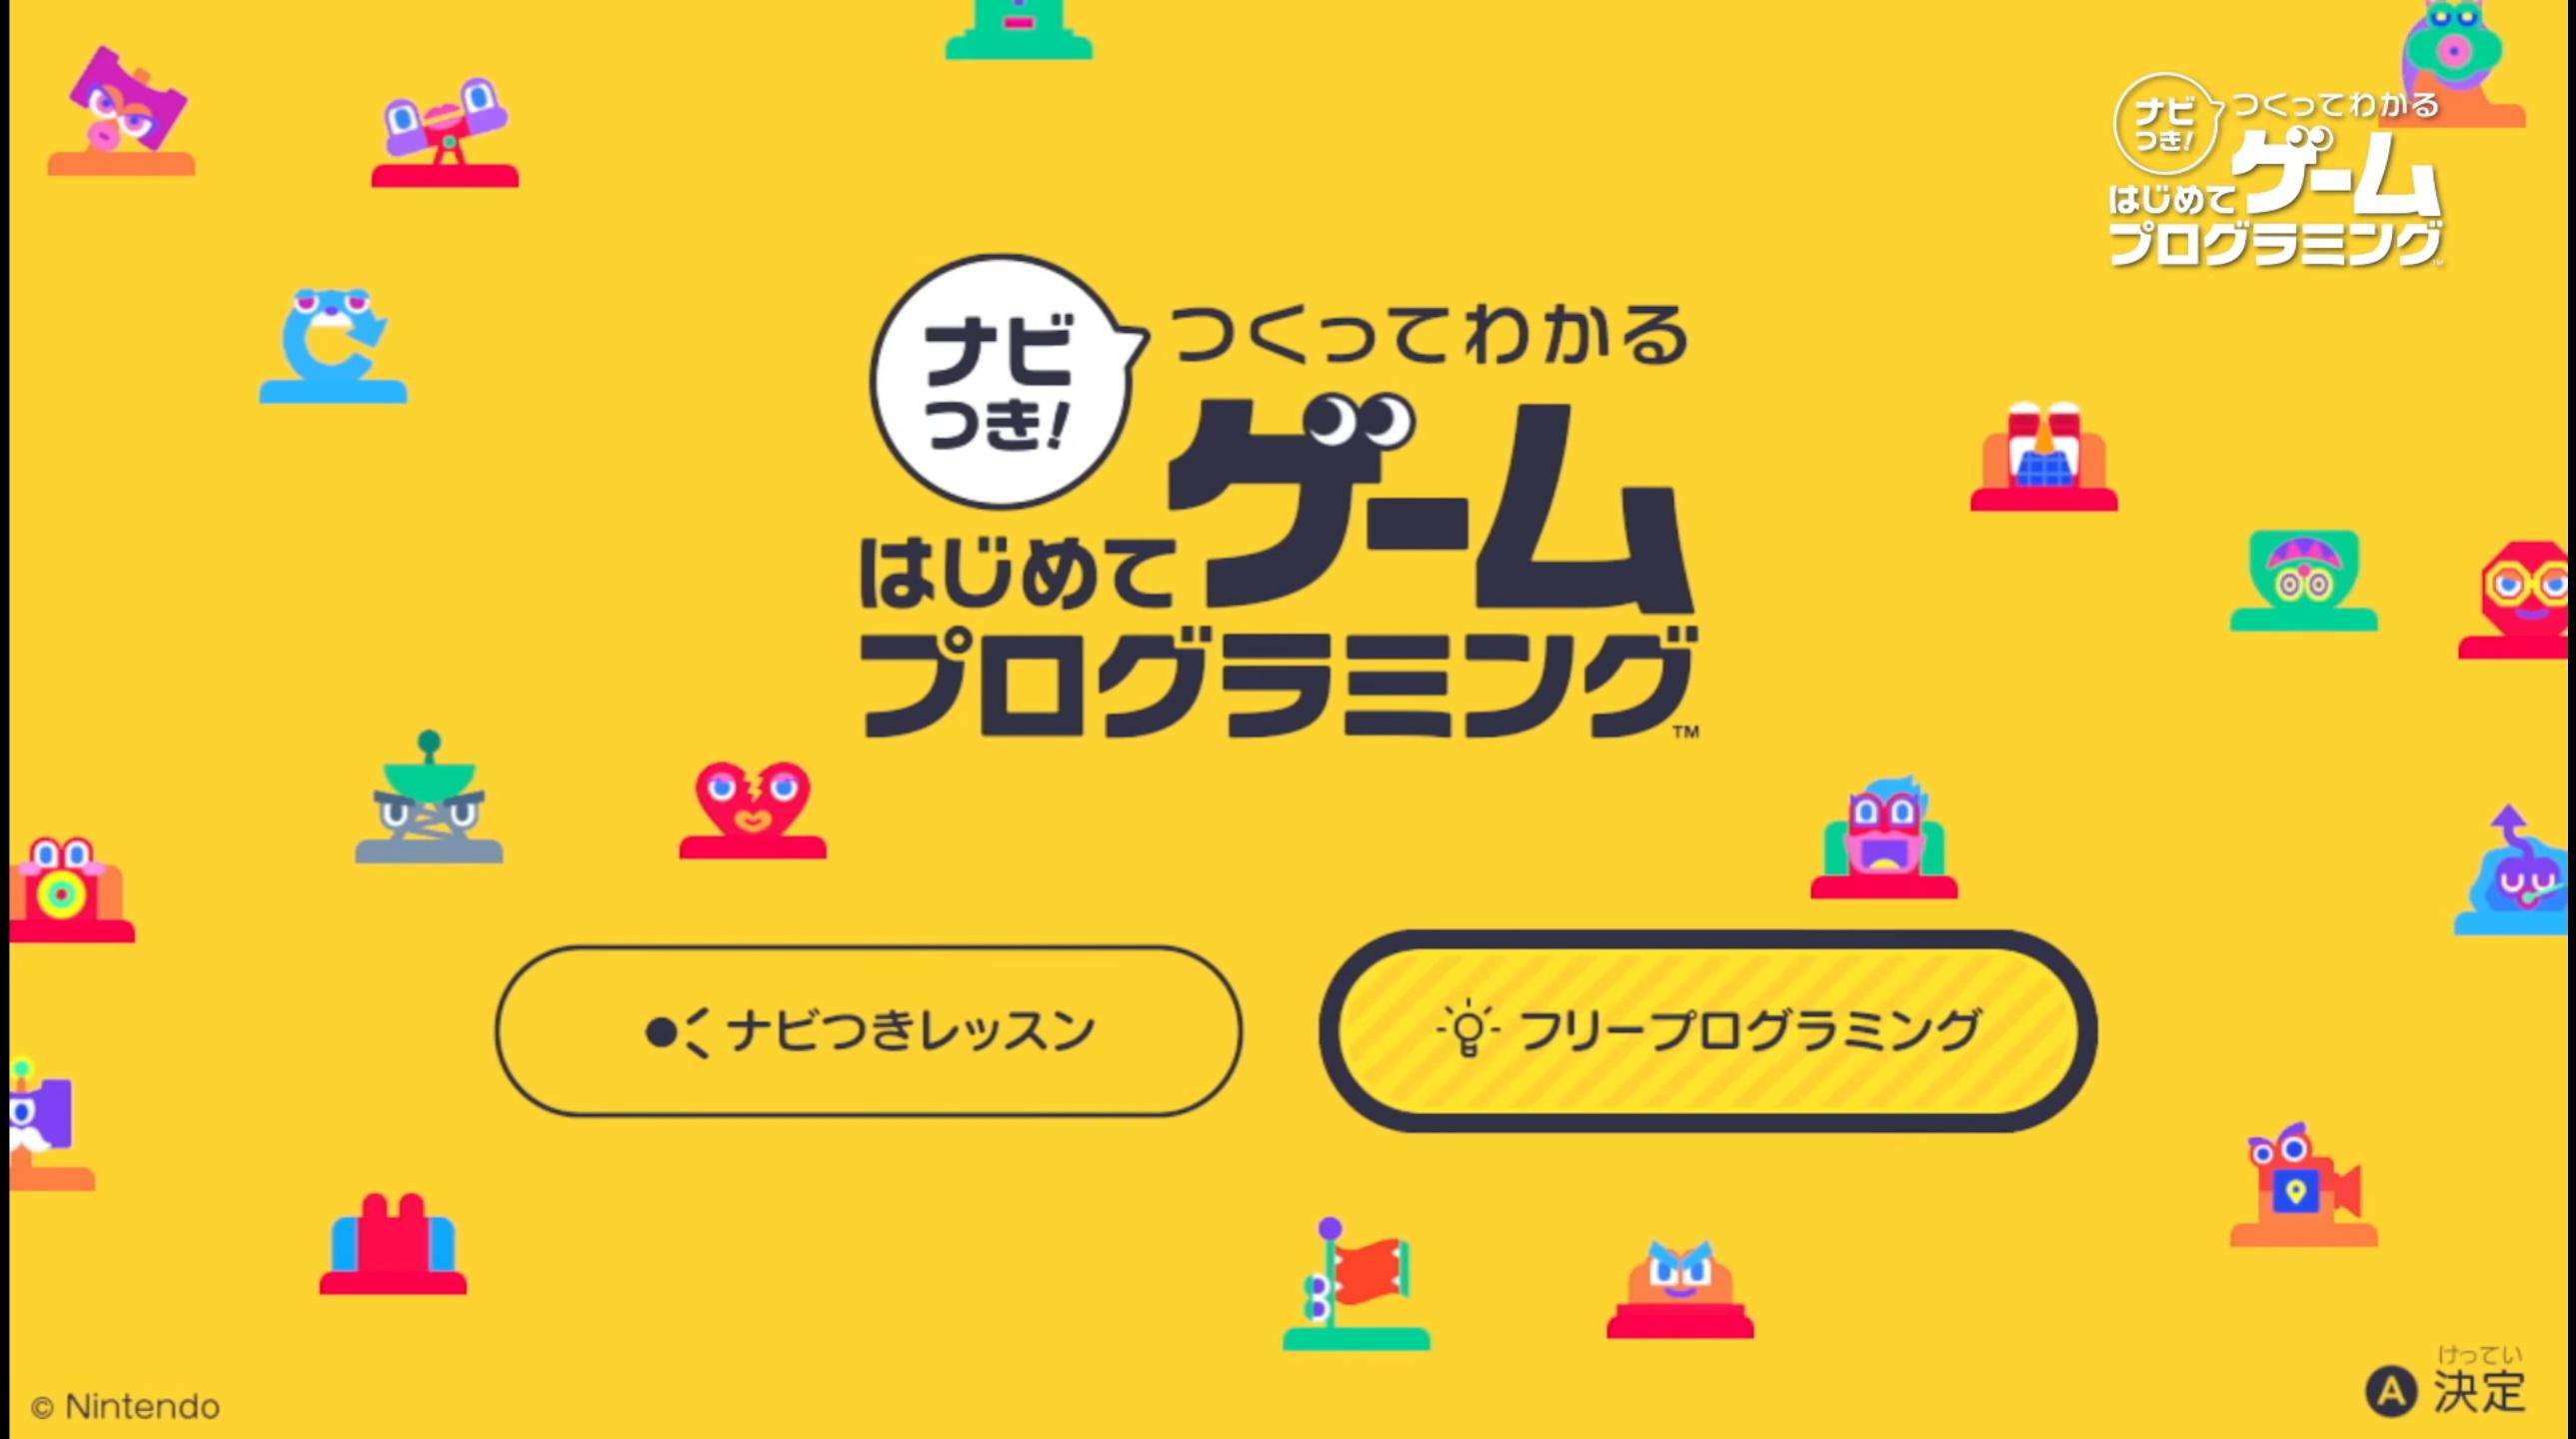 ナビ
つき!
つくってわかる
はじめて
ゲーム
プログラミング
ナビ
つき!
つくってわかる
はじめて
ゲーム
プログラミング™
ナビつきレッスン
フリープログラミング
© Nintendo
けってい
A 決定